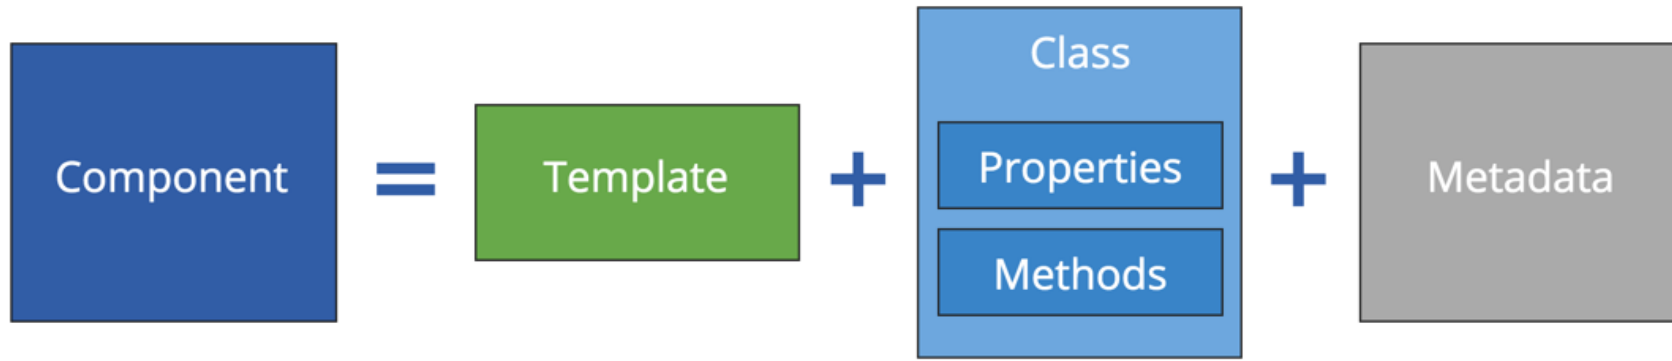 Component
=
Template
+
Class
Properties
Methods
+
Metadata